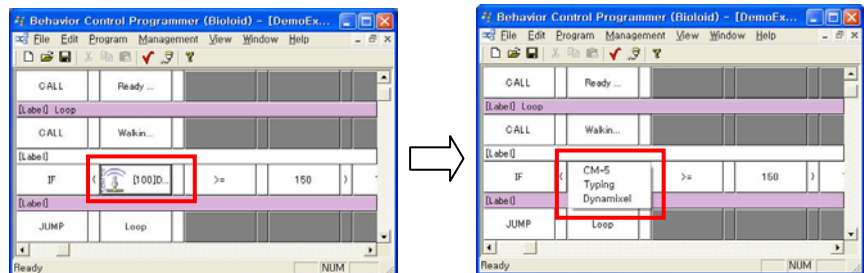 Behavior Control Programmer (Bioloid) - [DemoEx...
File Edit Program Management View Window Help
CALL Ready ...
[Label] Loop
CALL Walkin...
[Label]
IF ( [100]D... >= 150 )
[Label]
JUMP Loop
Ready NUM
Behavior Control Programmer (Bioloid) - [DemoEx...
File Edit Program Management View Window Help
CALL Ready ...
[Label] Loop
CALL Walkin...
[Label]
IF ( >= 150 )
CM-5
Typing
Dynamixel
[Label]
JUMP Loop
Ready NUM